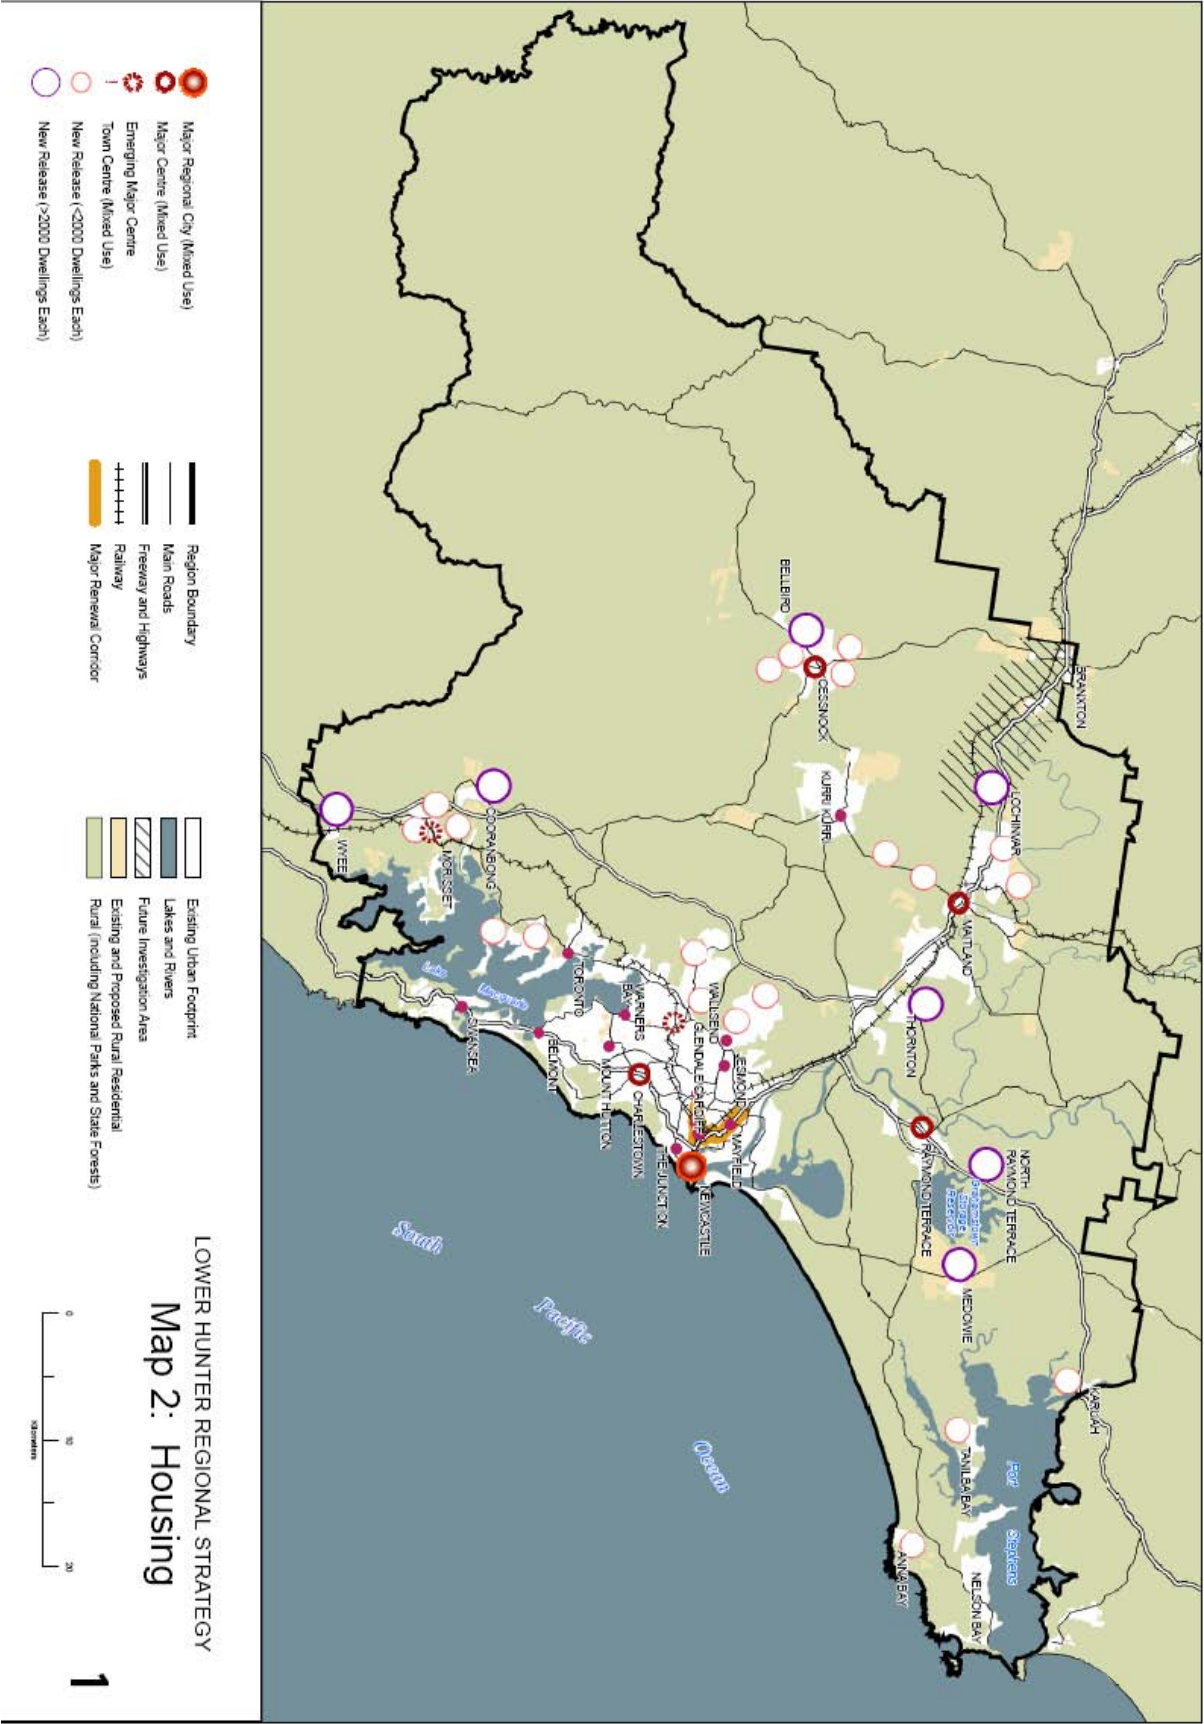 BRANXTON
BELLBIRD
CESSNOCK
LOCHINVAR
KURRI KURRI
MAITLAND
THORNTON
NORTH
RAYMOND TERRACE
RAYMOND TERRACE
Grahamstown
Storage
Reservoir
MEDOWIE
KARUAH
TANILBA BAY
Port
Stephens
NELSON BAY
ANNA BAY
COORANBONG
MORISSET
WYEE
Lake
Macquarie
TORONTO
WARNERS
BAY
WALLSEND
GLENDALE/CARDIFF
JESMOND
MAYFIELD
SWANSEA
BELMONT
MOUNT HUTTON
CHARLESTOWN
THE JUNCTION
NEWCASTLE
South
Pacific
Ocean
Major Regional City (Mixed Use)
Major Centre (Mixed Use)
Emerging Major Centre
Town Centre (Mixed Use)
New Release (<2000 Dwellings Each)
New Release (>2000 Dwellings Each)
Region Boundary
Main Roads
Freeway and Highways
Railway
Major Renewal Corridor
Existing Urban Footprint
Lakes and Rivers
Future Investigation Area
Existing and Proposed Rural Residential
Rural (including National Parks and State Forests)
LOWER HUNTER REGIONAL STRATEGY
Map 2: Housing
0 10 20
Kilometers
1